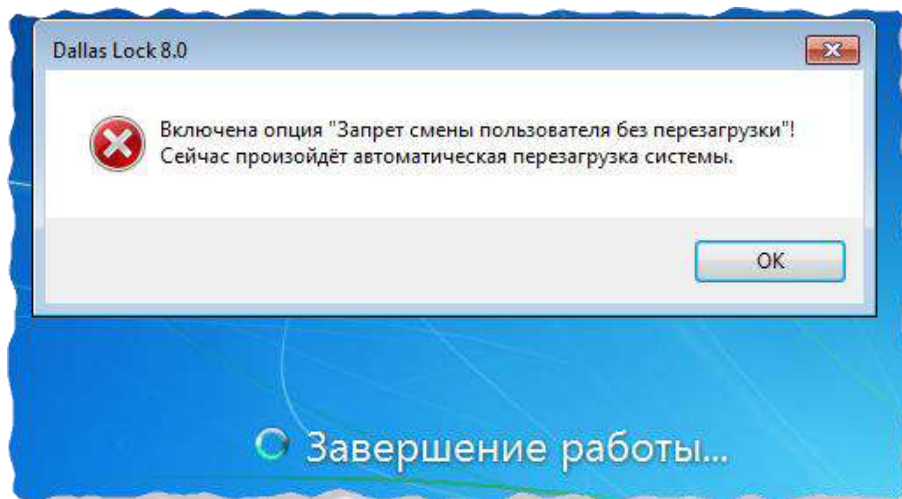 Dallas Lock 8.0
Включена опция "Запрет смены пользователя без перезагрузки"!
Сейчас произойдёт автоматическая перезагрузка системы.
OK
Завершение работы...